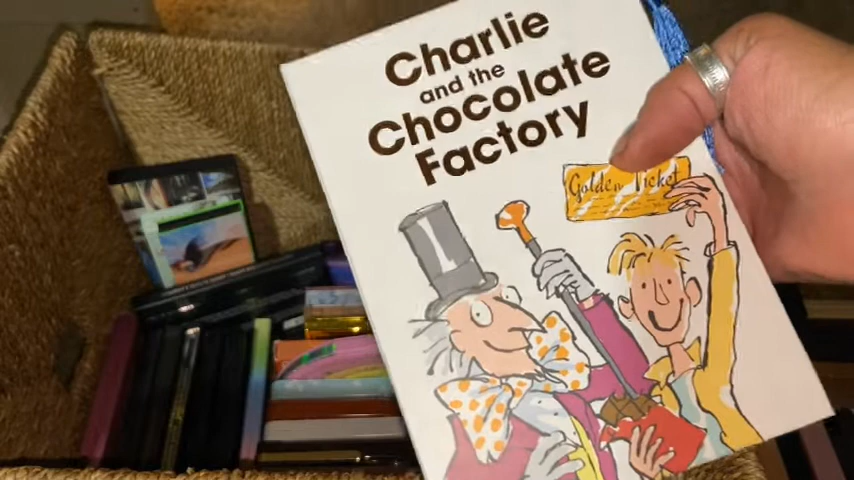 Charlie
and the
Chocolate
Factory
Golden Ticket